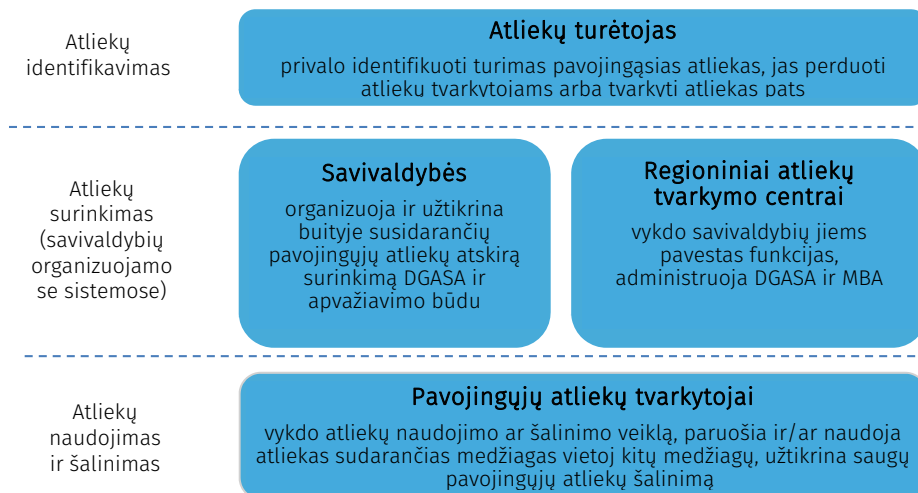 Atliekų
identifikavimas
Atliekų turėtojas
privalo identifikuoti turimas pavojingąsias atliekas, jas perduoti
atliekų tvarkytojams arba tvarkyti atliekas pats
Atliekų
surinkimas
(savivaldybių
organizuojamo
se sistemose)
Savivaldybės
organizuoja ir užtikrina
buityje susidarančių
pavojingųjų atliekų atskirą
surinkimą DGASA ir
apvažiavimo būdu
Regioniniai atliekų
tvarkymo centrai
vykdo savivaldybių jiems
pavestas funkcijas,
administruoja DGASA ir MBA
Atliekų
naudojimas
ir šalinimas
Pavojingųjų atliekų tvarkytojai
vykdo atliekų naudojimo ar šalinimo veiklą, paruošia ir/ar naudoja
atliekas sudarančias medžiagas vietoj kitų medžiagų, užtikrina saugų
pavojingųjų atliekų šalinimą